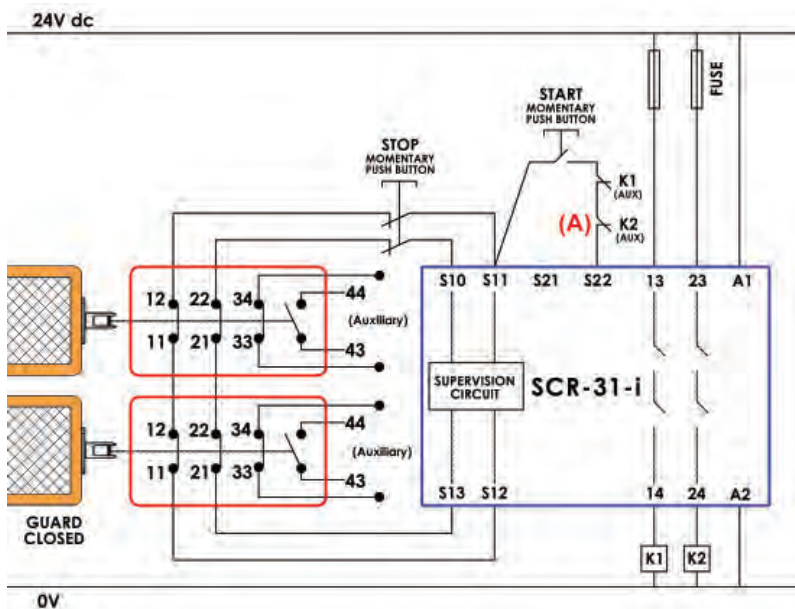 24V dc
FUSE
START
MOMENTARY
PUSH BUTTON
STOP
MOMENTARY
PUSH BUTTON
K1
(AUX)
(A)
K2
(AUX)
S10 S11 S21 S22 13 23 A1
12 22 34 44
(Auxiliary)
11 21 33 43
SUPERVISION
CIRCUIT
SCR-31-i
12 22 34 44
(Auxiliary)
11 21 33 43
S13 S12 14 24 A2
GUARD
CLOSED
K1 K2
0V